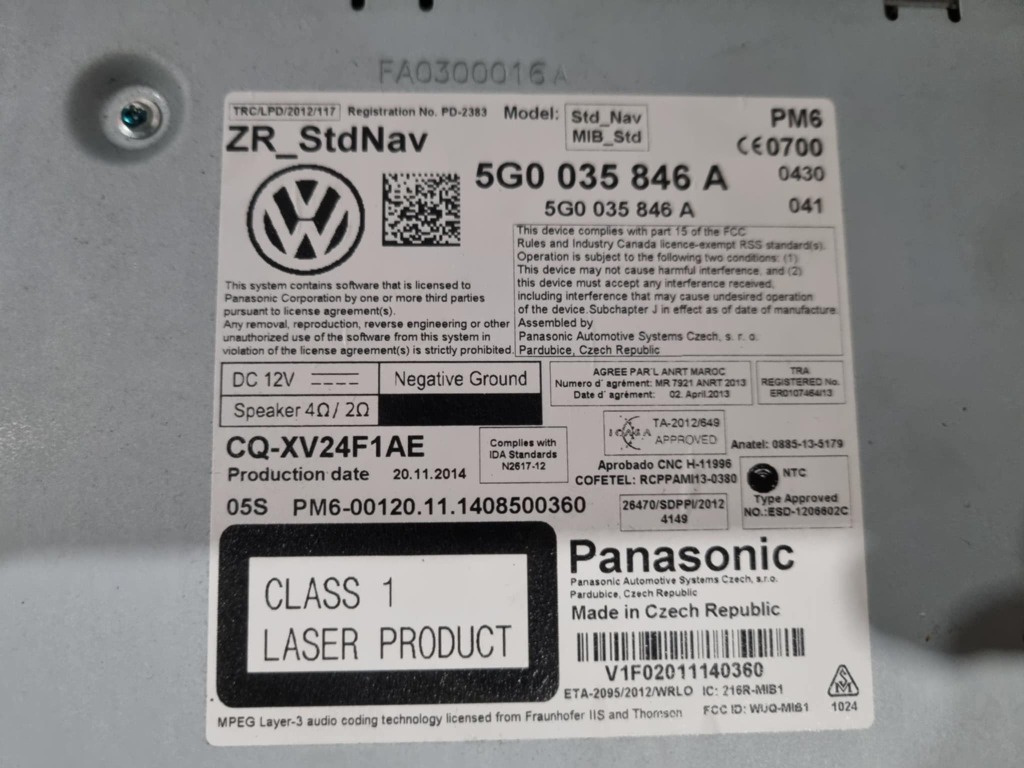 FA0300016A
TRC/LPD/2012/117 Registration No. PD-2383 Model: Std_Nav MIB_Std PM6
ZR_StdNav
CE0700
5G0 035 846 A 0430
5G0 035 846 A 041
This device complies with part 15 of the FCC
Rules and Industry Canada licence-exempt RSS standard(s).
Operation is subject to the following two conditions: (1)
This device may not cause harmful interference, and (2)
this device must accept any interference received,
including interference that may cause undesired operation
of the device.Subchapter J in effect as of date of manufacture.
Assembled by
Panasonic Automotive Systems Czech, s. r. o.
Pardubice, Czech Republic
This system contains software that is licensed to
Panasonic Corporation by one or more third parties
pursuant to license agreement(s).
Any removal, reproduction, reverse engineering or other
unauthorized use of the software from this system in
violation of the license agreement(s) is strictly prohibited.
DC 12V Negative Ground
Speaker 4Ω/ 2Ω
AGREE PAR'L ANRT MAROC
Numero d' agrément: MR 7921 ANRT 2013
Date d' agrément: 02. April.2013
TRA
REGISTERED No.
ER0107464/13
TA-2012/649
APPROVED
Anatel: 0885-13-5179
CQ-XV24F1AE
Production date 20.11.2014
Complies with
IDA Standards
N2617-12
Aprobado CNC H-11996
COFETEL: RCPPAMI13-0380
NTC
Type Approved
NO.:ESD-1206602C
05S PM6-00120.11.1408500360
26470/SDPPI/2012
4149
CLASS 1
LASER PRODUCT
Panasonic
Panasonic Automotive Systems Czech, s.r.o.
Pardubice, Czech Republic
Made in Czech Republic
V1F02011140360
ETA-2095/2012/WRLO IC: 216R-MIB1
MPEG Layer-3 audio coding technology licensed from Fraunhofer IIS and Thomson FCC ID: WUQ-MIB1
1024